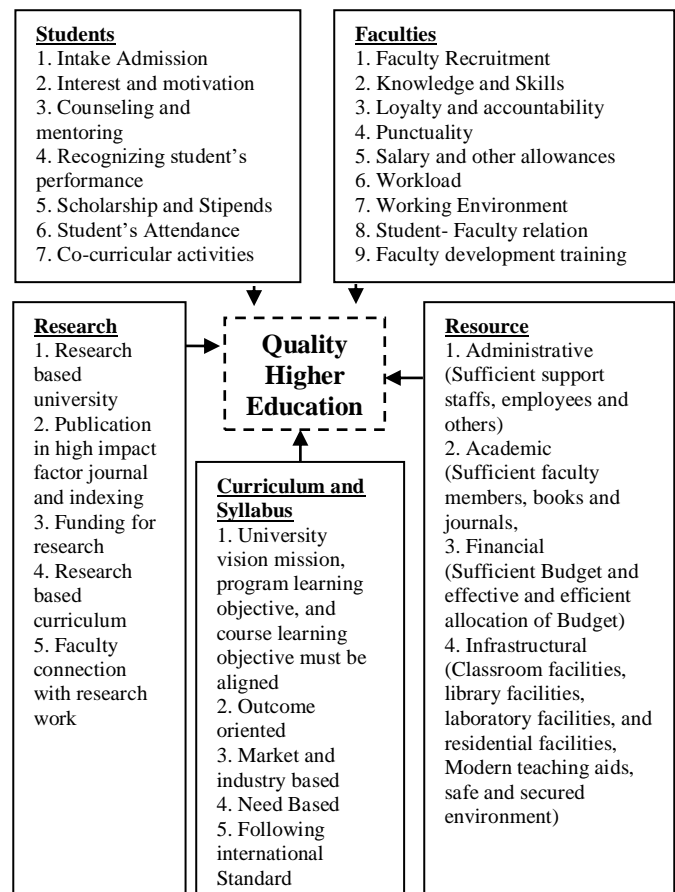 Students
1. Intake Admission
2. Interest and motivation
3. Counseling and
mentoring
4. Recognizing student’s
performance
5. Scholarship and Stipends
6. Student’s Attendance
7. Co-curricular activities
Faculties
1. Faculty Recruitment
2. Knowledge and Skills
3. Loyalty and accountability
4. Punctuality
5. Salary and other allowances
6. Workload
7. Working Environment
8. Student- Faculty relation
9. Faculty development training
Research
1. Research
based
university
2. Publication
in high impact
factor journal
and indexing
3. Funding for
research
4. Research
based
curriculum
5. Faculty
connection
with research
work
Quality
Higher
Education
Curriculum and
Syllabus
1. University
vision mission,
program learning
objective, and
course learning
objective must be
aligned
2. Outcome
oriented
3. Market and
industry based
4. Need Based
5. Following
international
Standard
Resource
1. Administrative
(Sufficient support
staffs, employees and
others)
2. Academic
(Sufficient faculty
members, books and
journals,
3. Financial
(Sufficient Budget and
effective and efficient
allocation of Budget)
4. Infrastructural
(Classroom facilities,
library facilities,
laboratory facilities, and
residential facilities,
Modern teaching aids,
safe and secured
environment)